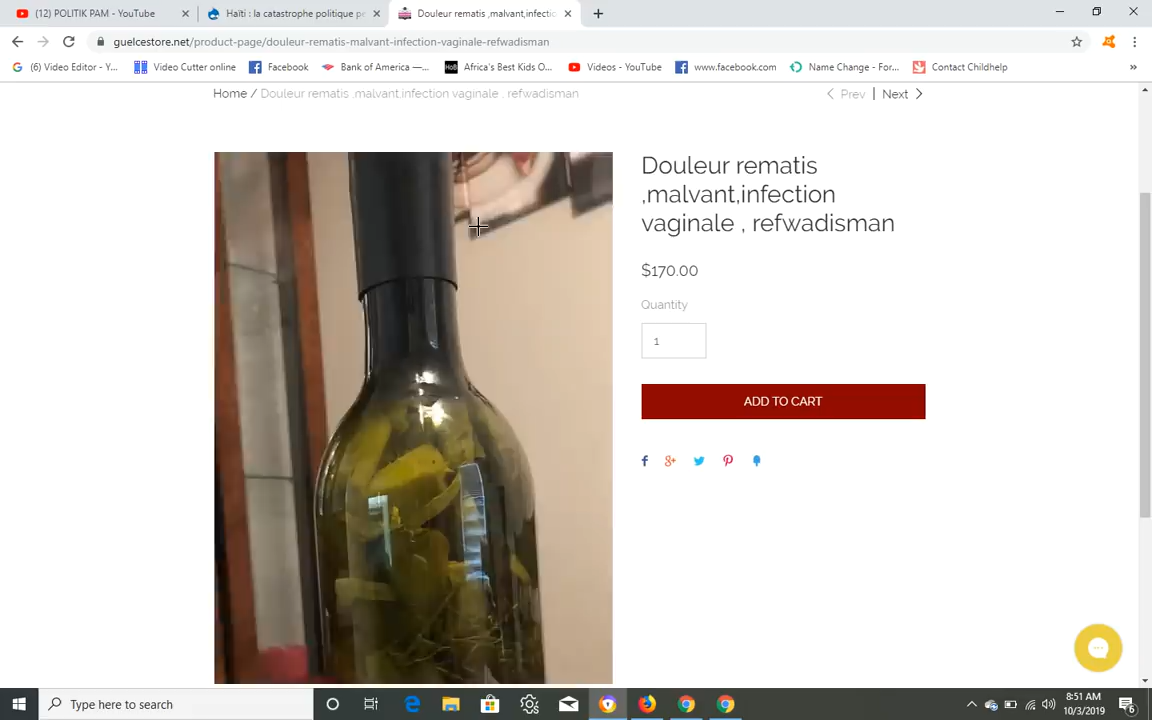 (12) POLITIK PAM - YouTube
Haïti : la catastrophe politique pe
Douleur rematis ,malvant,infectio
guelcestore.net/product-page/douleur-rematis-malvant-infection-vaginale-refwadisman
(6) Video Editor - Y...
Video Cutter online
Facebook
Bank of America —...
Africa's Best Kids O...
Videos - YouTube
www.facebook.com
Name Change - For...
Contact Childhelp
Home / Douleur rematis ,malvant,infection vaginale , refwadisman
Prev | Next
Douleur rematis
,malvant,infection
vaginale , refwadisman
$170.00
Quantity
1
ADD TO CART
Type here to search
8:51 AM
10/3/2019
6